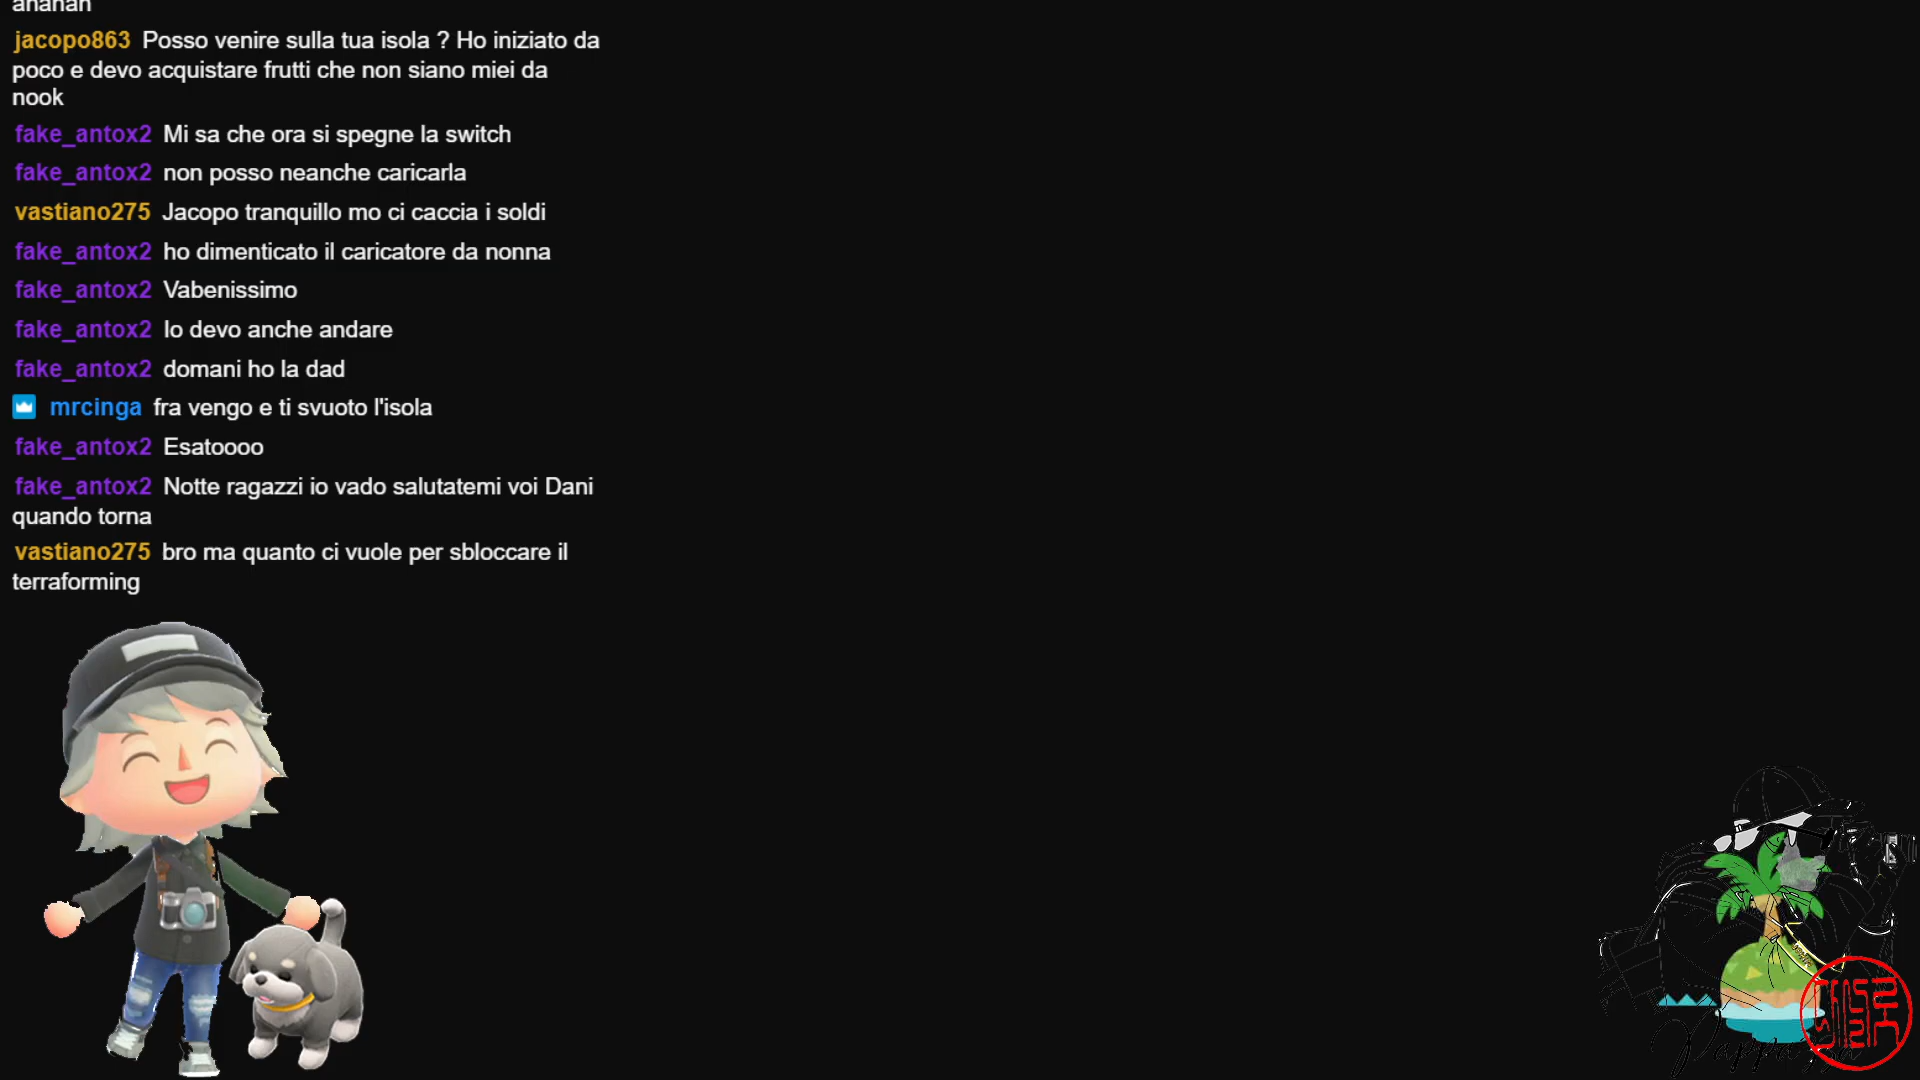 ahahah
jacopo863 Posso venire sulla tua isola ? Ho iniziato da
poco e devo acquistare frutti che non siano miei da
nook
fake_antox2 Mi sa che ora si spegne la switch
fake_antox2 non posso neanche caricarla
vastiano275 Jacopo tranquillo mo ci caccia i soldi
fake_antox2 ho dimenticato il caricatore da nonna
fake_antox2 Vabenissimo
fake_antox2 Io devo anche andare
fake_antox2 domani ho la dad
mrcinga fra vengo e ti svuoto l'isola
fake_antox2 Esatoooo
fake_antox2 Notte ragazzi io vado salutatemi voi Dani
quando torna
vastiano275 bro ma quanto ci vuole per sbloccare il
terraforming